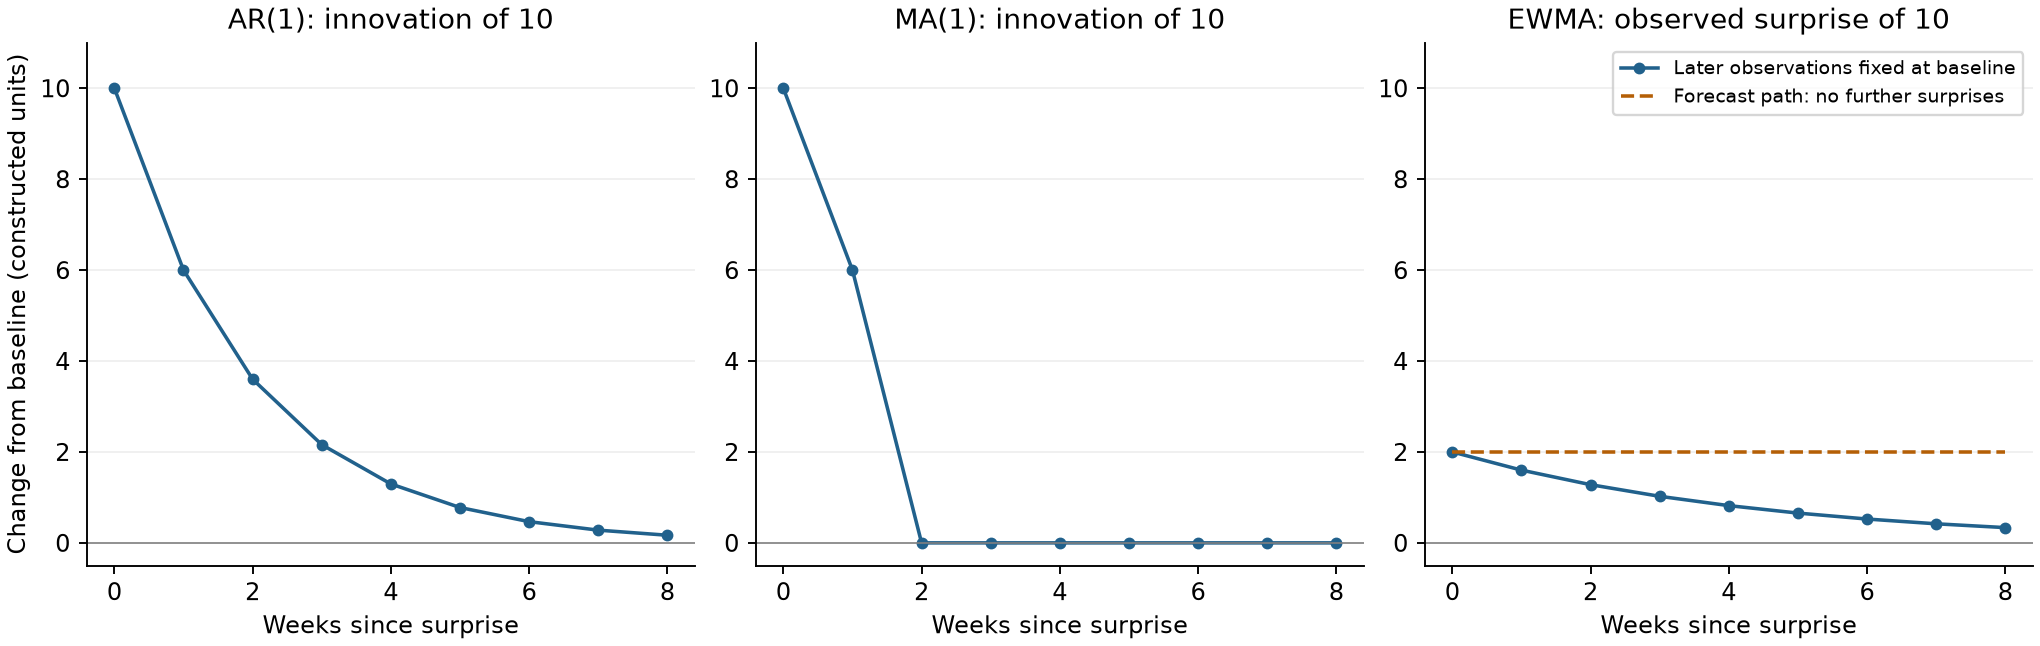 AR(1): innovation of 10
Change from baseline (constructed units)
10
8
6
4
2
0
0 2 4 6 8
Weeks since surprise
MA(1): innovation of 10
10
8
6
4
2
0
0 2 4 6 8
Weeks since surprise
EWMA: observed surprise of 10
Later observations fixed at baseline
Forecast path: no further surprises
10
8
6
4
2
0
0 2 4 6 8
Weeks since surprise